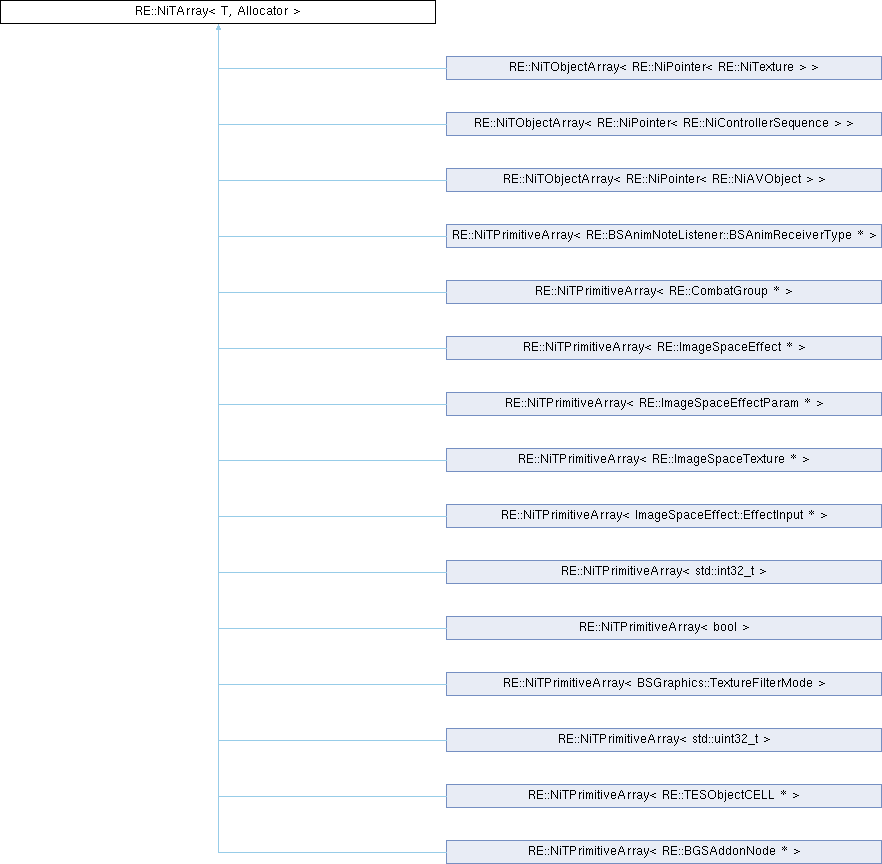 RE::NiTArray< T, Allocator >
RE::NiTObjectArray< RE::NiPointer< RE::NiTexture > >
RE::NiTObjectArray< RE::NiPointer< RE::NiControllerSequence > >
RE::NiTObjectArray< RE::NiPointer< RE::NiAVObject > >
RE::NiTPrimitiveArray< RE::BSAnimNoteListener::BSAnimReceiverType * >
RE::NiTPrimitiveArray< RE::CombatGroup * >
RE::NiTPrimitiveArray< RE::ImageSpaceEffect * >
RE::NiTPrimitiveArray< RE::ImageSpaceEffectParam * >
RE::NiTPrimitiveArray< RE::ImageSpaceTexture * >
RE::NiTPrimitiveArray< ImageSpaceEffect::EffectInput * >
RE::NiTPrimitiveArray< std::int32_t >
RE::NiTPrimitiveArray< bool >
RE::NiTPrimitiveArray< BSGraphics::TextureFilterMode >
RE::NiTPrimitiveArray< std::uint32_t >
RE::NiTPrimitiveArray< RE::TESObjectCELL * >
RE::NiTPrimitiveArray< RE::BGSAddonNode * >